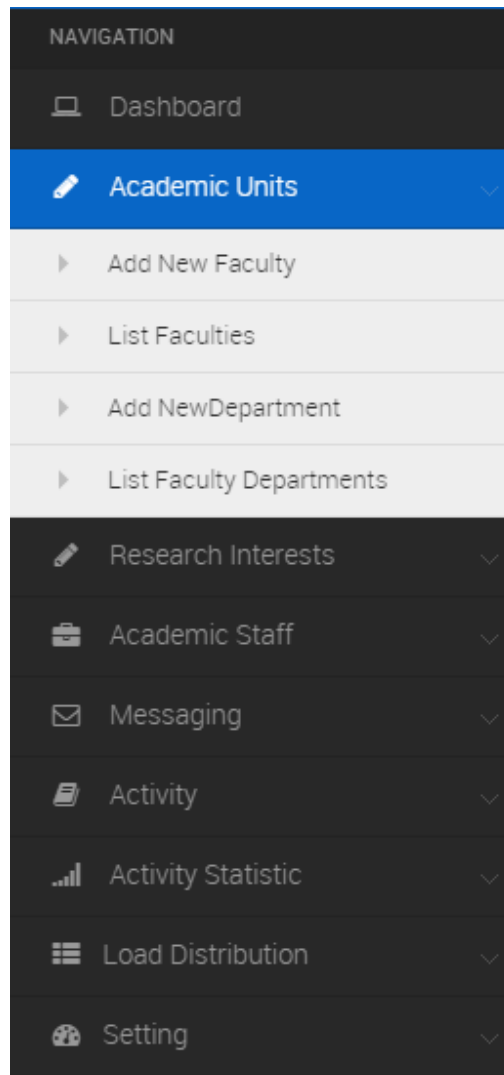 NAVIGATION
Dashboard
Academic Units
Add New Faculty
List Faculties
Add NewDepartment
List Faculty Departments
Research Interests
Academic Staff
Messaging
Activity
Activity Statistic
Load Distribution
Setting